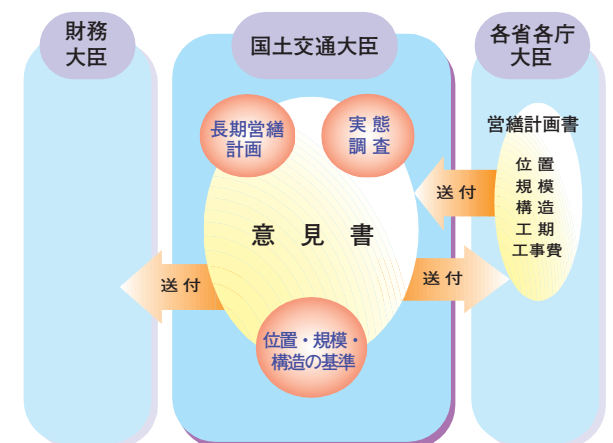 財務
大臣
国土交通大臣
各省各庁
大臣
長期営繕
計画
実態
調査
意見書
位置・規模・
構造の基準
送付
送付
送付
営繕計画書
位置
規模
構造
工期
工事費